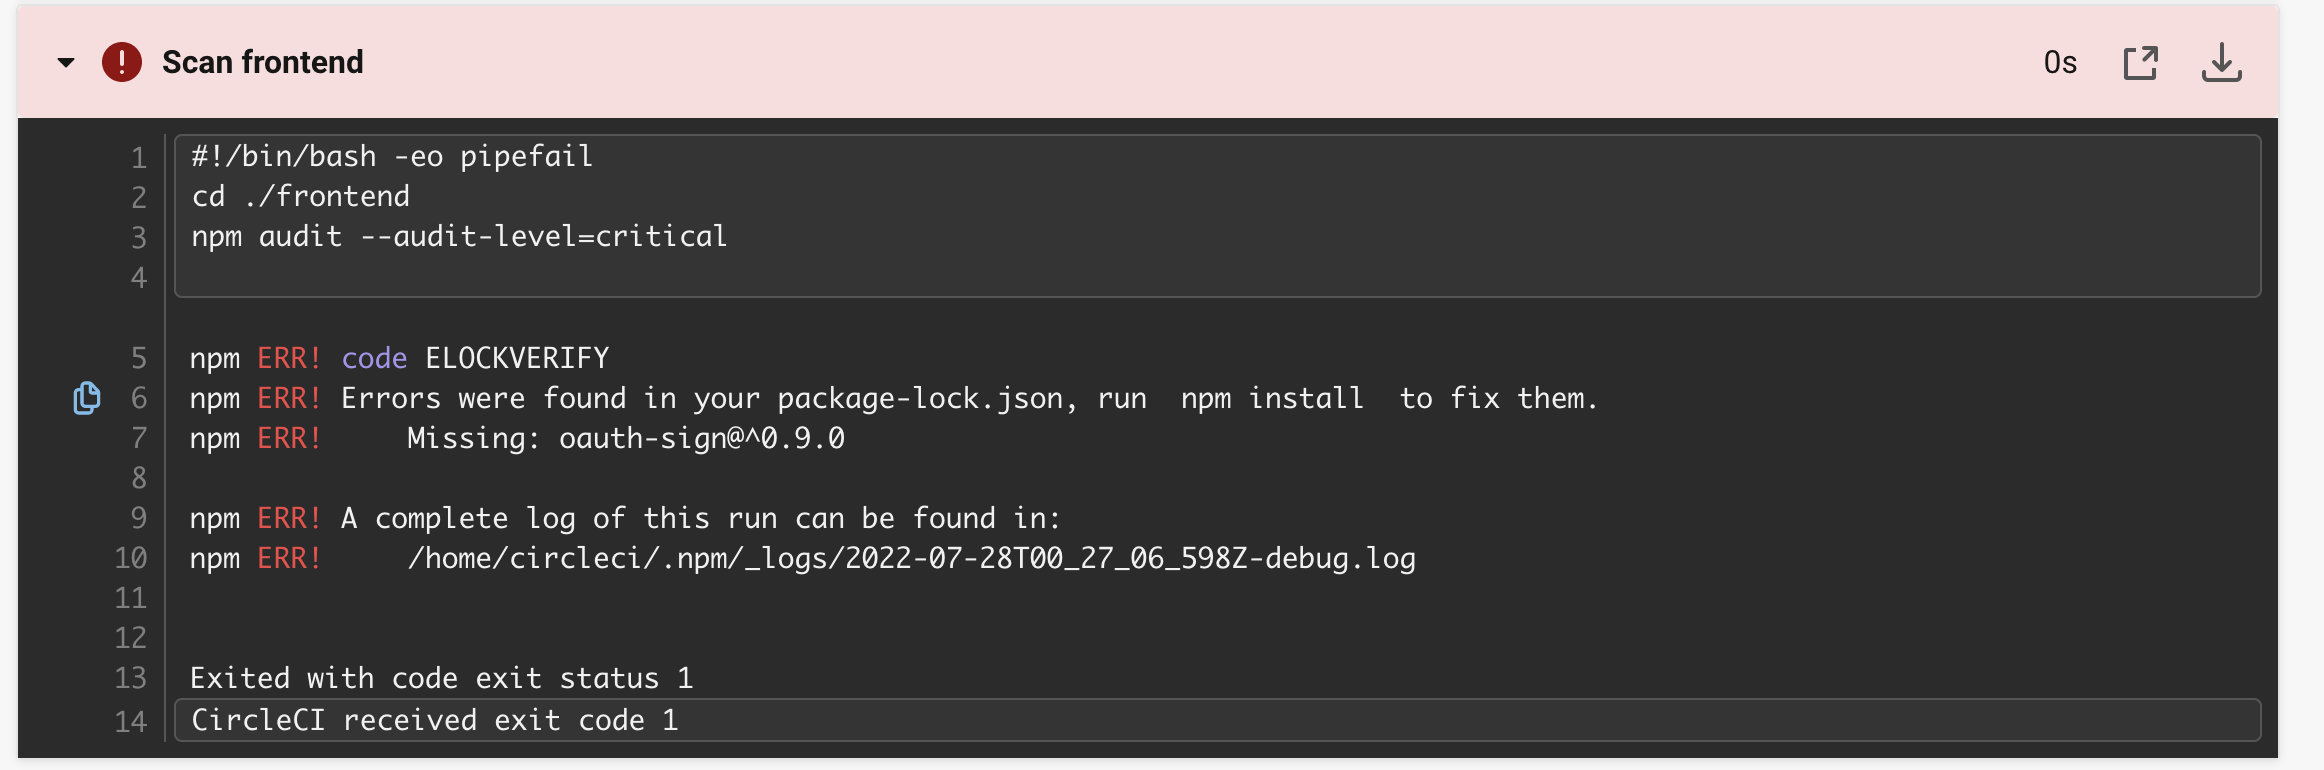 Scan frontend
0s
1 #!/bin/bash -eo pipefail
2 cd ./frontend
3 npm audit --audit-level=critical
4
5 npm ERR! code ELOCKVERIFY
6 npm ERR! Errors were found in your package-lock.json, run  npm install  to fix them.
7 npm ERR!     Missing: oauth-sign@^0.9.0
8
9 npm ERR! A complete log of this run can be found in:
10 npm ERR!     /home/circleci/.npm/_logs/2022-07-28T00_27_06_598Z-debug.log
11
12
13 Exited with code exit status 1
14 CircleCI received exit code 1